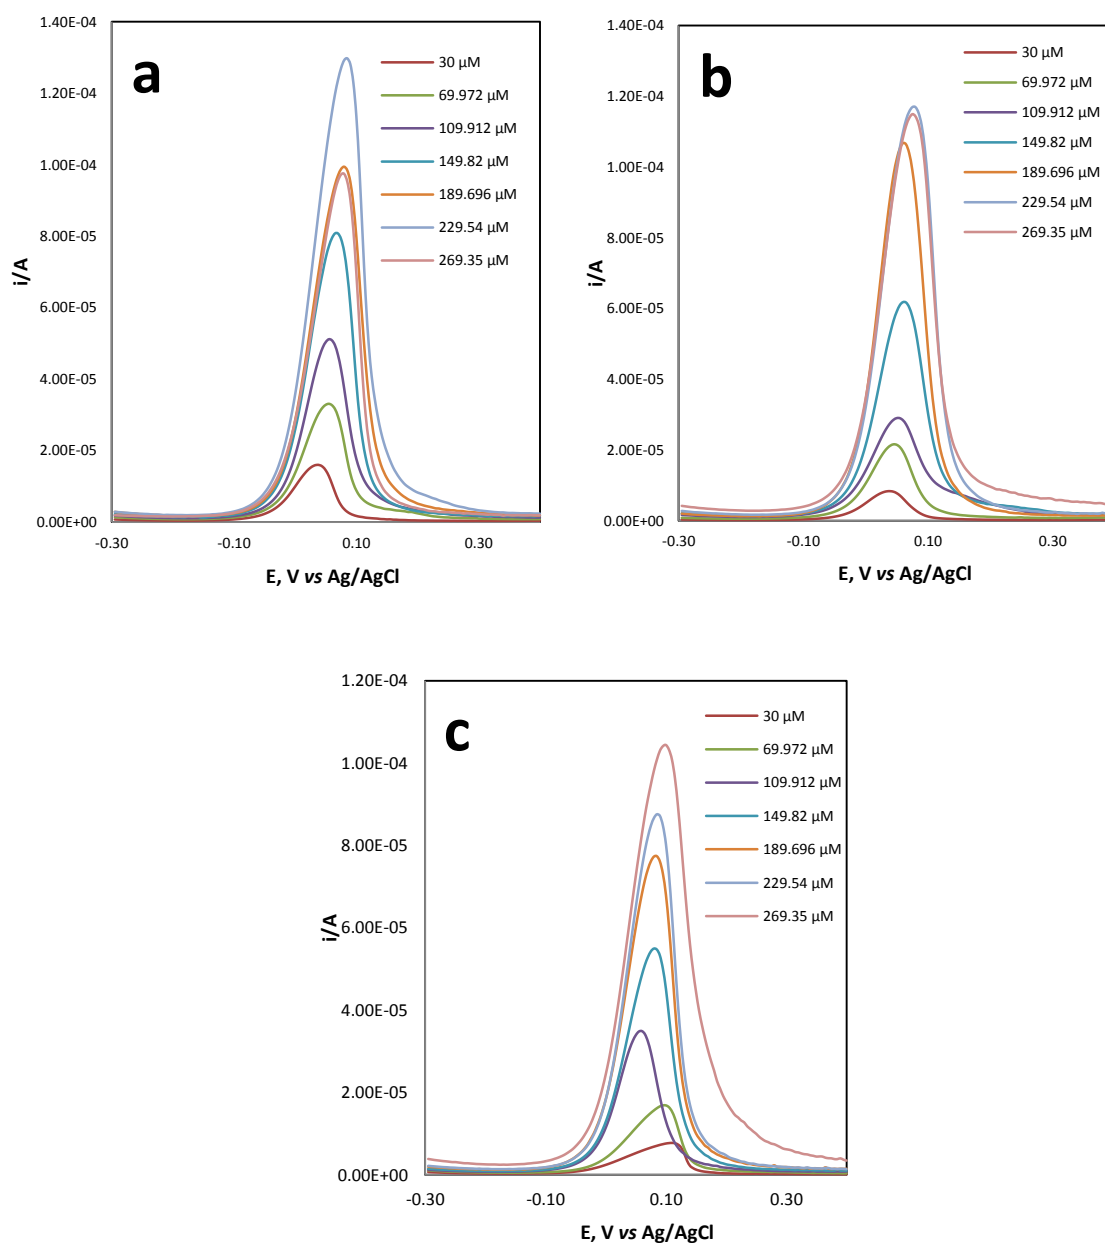 a
1.40E-04
1.20E-04
1.00E-04
8.00E-05
6.00E-05
4.00E-05
2.00E-05
0.00E+00
i/A
-0.30
-0.10
0.10
0.30
E, V vs Ag/AgCl
30 µM
69.972 µM
109.912 µM
149.82 µM
189.696 µM
229.54 µM
269.35 µM
b
1.40E-04
1.20E-04
1.00E-04
8.00E-05
6.00E-05
4.00E-05
2.00E-05
0.00E+00
i/A
-0.30
-0.10
0.10
0.30
E, V vs Ag/AgCl
30 µM
69.972 µM
109.912 µM
149.82 µM
189.696 µM
229.54 µM
269.35 µM
c
1.20E-04
1.00E-04
8.00E-05
6.00E-05
4.00E-05
2.00E-05
0.00E+00
i/A
-0.30
-0.10
0.10
0.30
E, V vs Ag/AgCl
30 µM
69.972 µM
109.912 µM
149.82 µM
189.696 µM
229.54 µM
269.35 µM